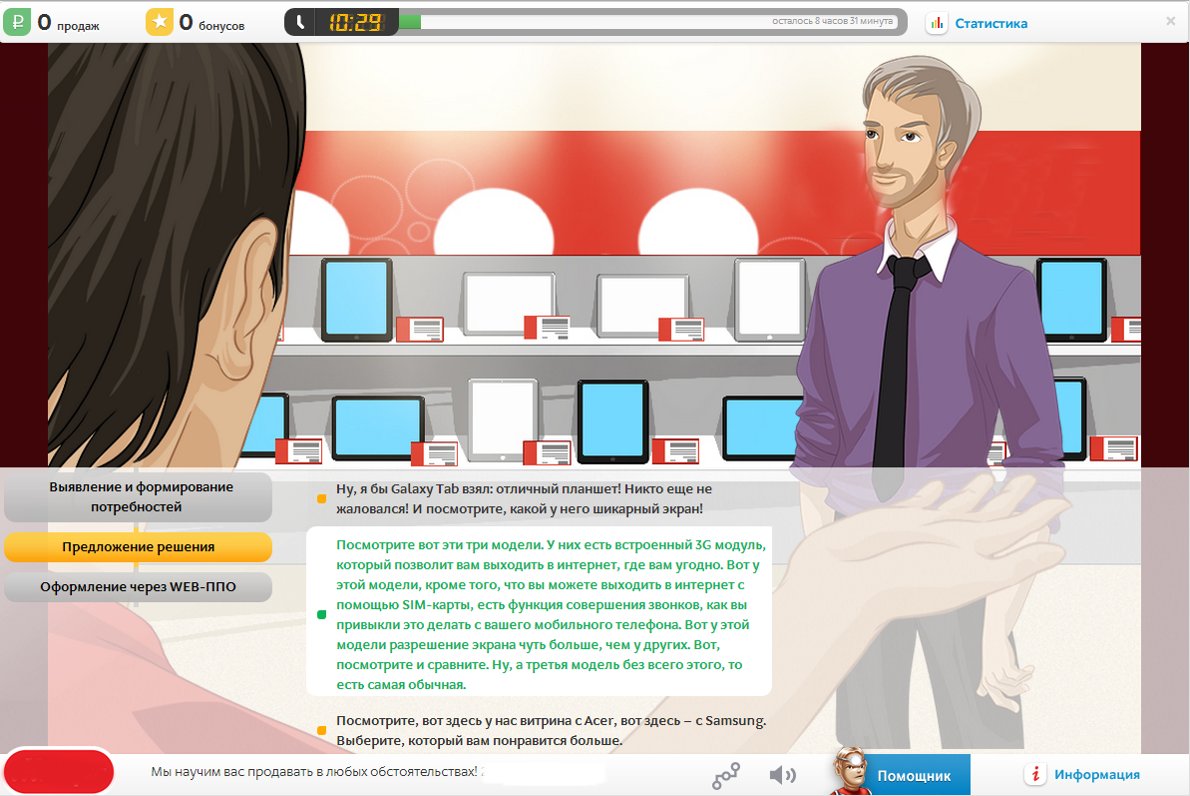 0 продаж
0 бонусов
10:29
осталось 8 часов 31 минута
Статистика
Выявление и формирование
потребностей
Предложение решения
Оформление через WEB-ППО
Ну, я бы Galaxy Tab взял: отличный планшет! Никто еще не
жаловался! И посмотрите, какой у него шикарный экран!
Посмотрите вот эти три модели. У них есть встроенный 3G модуль,
который позволит вам выходить в интернет, где вам угодно. Вот у
этой модели, кроме того, что вы можете выходить в интернет с
помощью SIM-карты, есть функция совершения звонков, как вы
привыкли это делать с вашего мобильного телефона. Вот у этой
модели разрешение экрана чуть больше, чем у других. Вот,
посмотрите и сравните. Ну, а третья модель без всего этого, то
есть самая обычная.
Посмотрите, вот здесь у нас витрина с Acer, вот здесь – с Samsung.
Выберите, который вам понравится больше.
Мы научим вас продавать в любых обстоятельствах!
Помощник
Информация